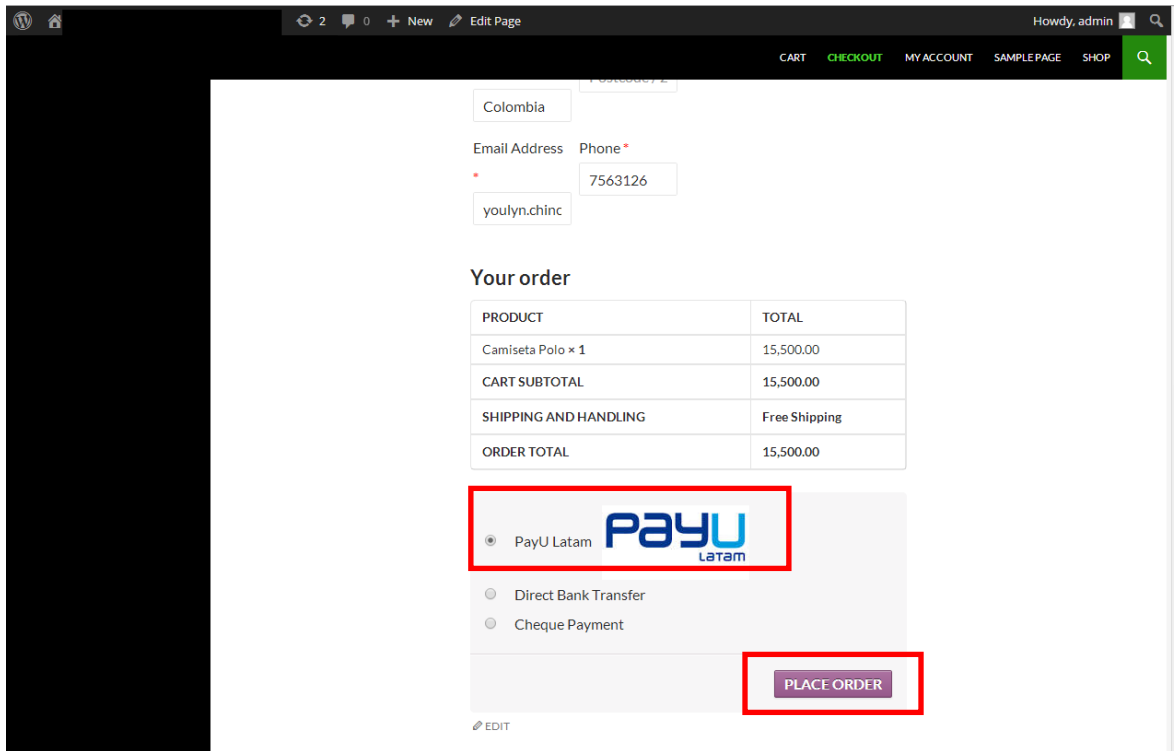 2 0 New Edit Page Howdy, admin
CART CHECKOUT MY ACCOUNT SAMPLE PAGE SHOP
Colombia
Email Address Phone *
*
7563126
youlyn.chinc
Your order
PRODUCT TOTAL
Camiseta Polo × 1 15,500.00
CART SUBTOTAL 15,500.00
SHIPPING AND HANDLING Free Shipping
ORDER TOTAL 15,500.00
PayU Latam PayU
Latam
Direct Bank Transfer
Cheque Payment
PLACE ORDER
EDIT